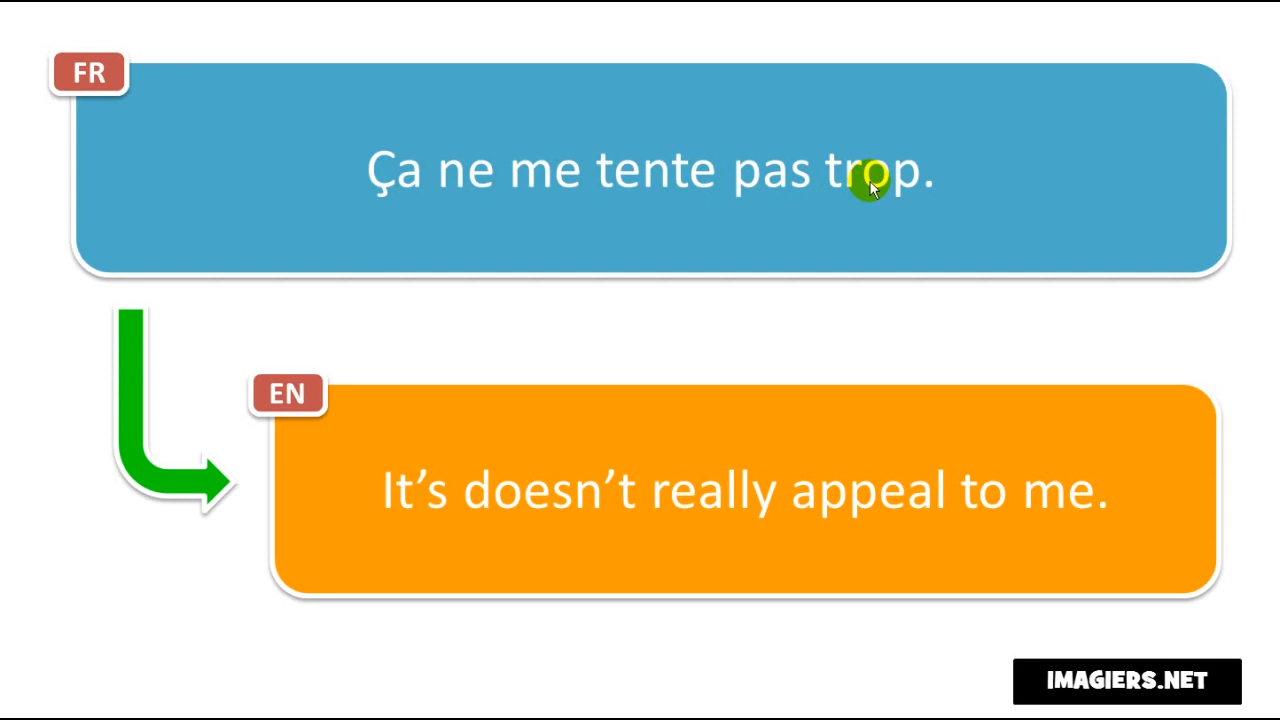 FR
Ça ne me tente pas trop.
EN
It’s doesn’t really appeal to me.
IMAGIERS.NET